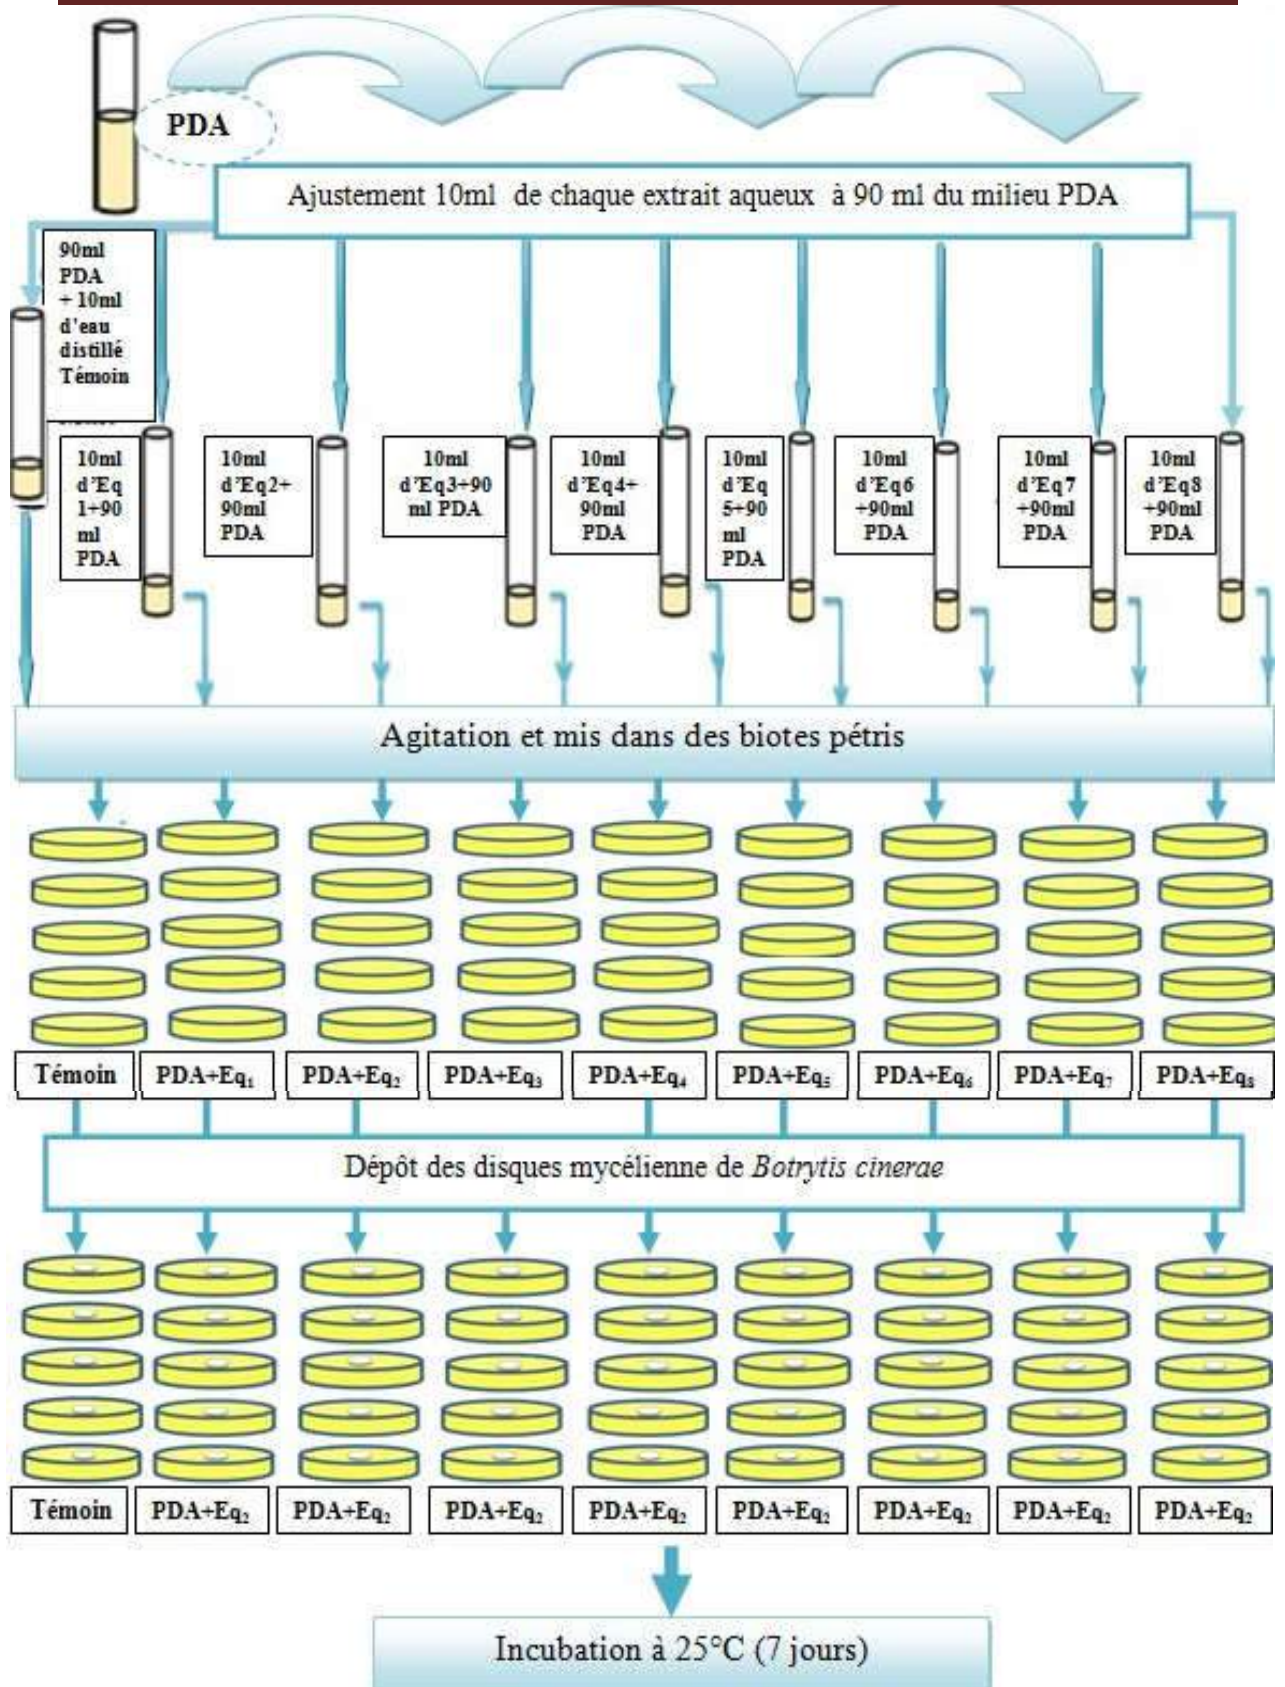 PDA
Ajustement 10ml de chaque extrait aqueux à 90 ml du milieu PDA
90ml
PDA
+ 10ml
d'eau
distillé
Témoin
10ml
d'Eq
1+90
ml
PDA
10ml
d'Eq2+
90ml
PDA
10ml
d'Eq3+90
ml PDA
10ml
d'Eq4+
90ml
PDA
10ml
d'Eq
5+90
ml
PDA
10ml
d'Eq6
+90ml
PDA
10ml
d'Eq7
+90ml
PDA
10ml
d'Eq8
+90ml
PDA
Agitation et mis dans des biotes pétris
Témoin
PDA+Eq₁
PDA+Eq₂
PDA+Eq₃
PDA+Eq₄
PDA+Eq₅
PDA+Eq₆
PDA+Eq₇
PDA+Eq₈
Dépôt des disques mycélienne de Botrytis cinerae
Témoin
PDA+Eq₂
PDA+Eq₂
PDA+Eq₂
PDA+Eq₂
PDA+Eq₂
PDA+Eq₂
PDA+Eq₂
PDA+Eq₂
Incubation à 25°C (7 jours)